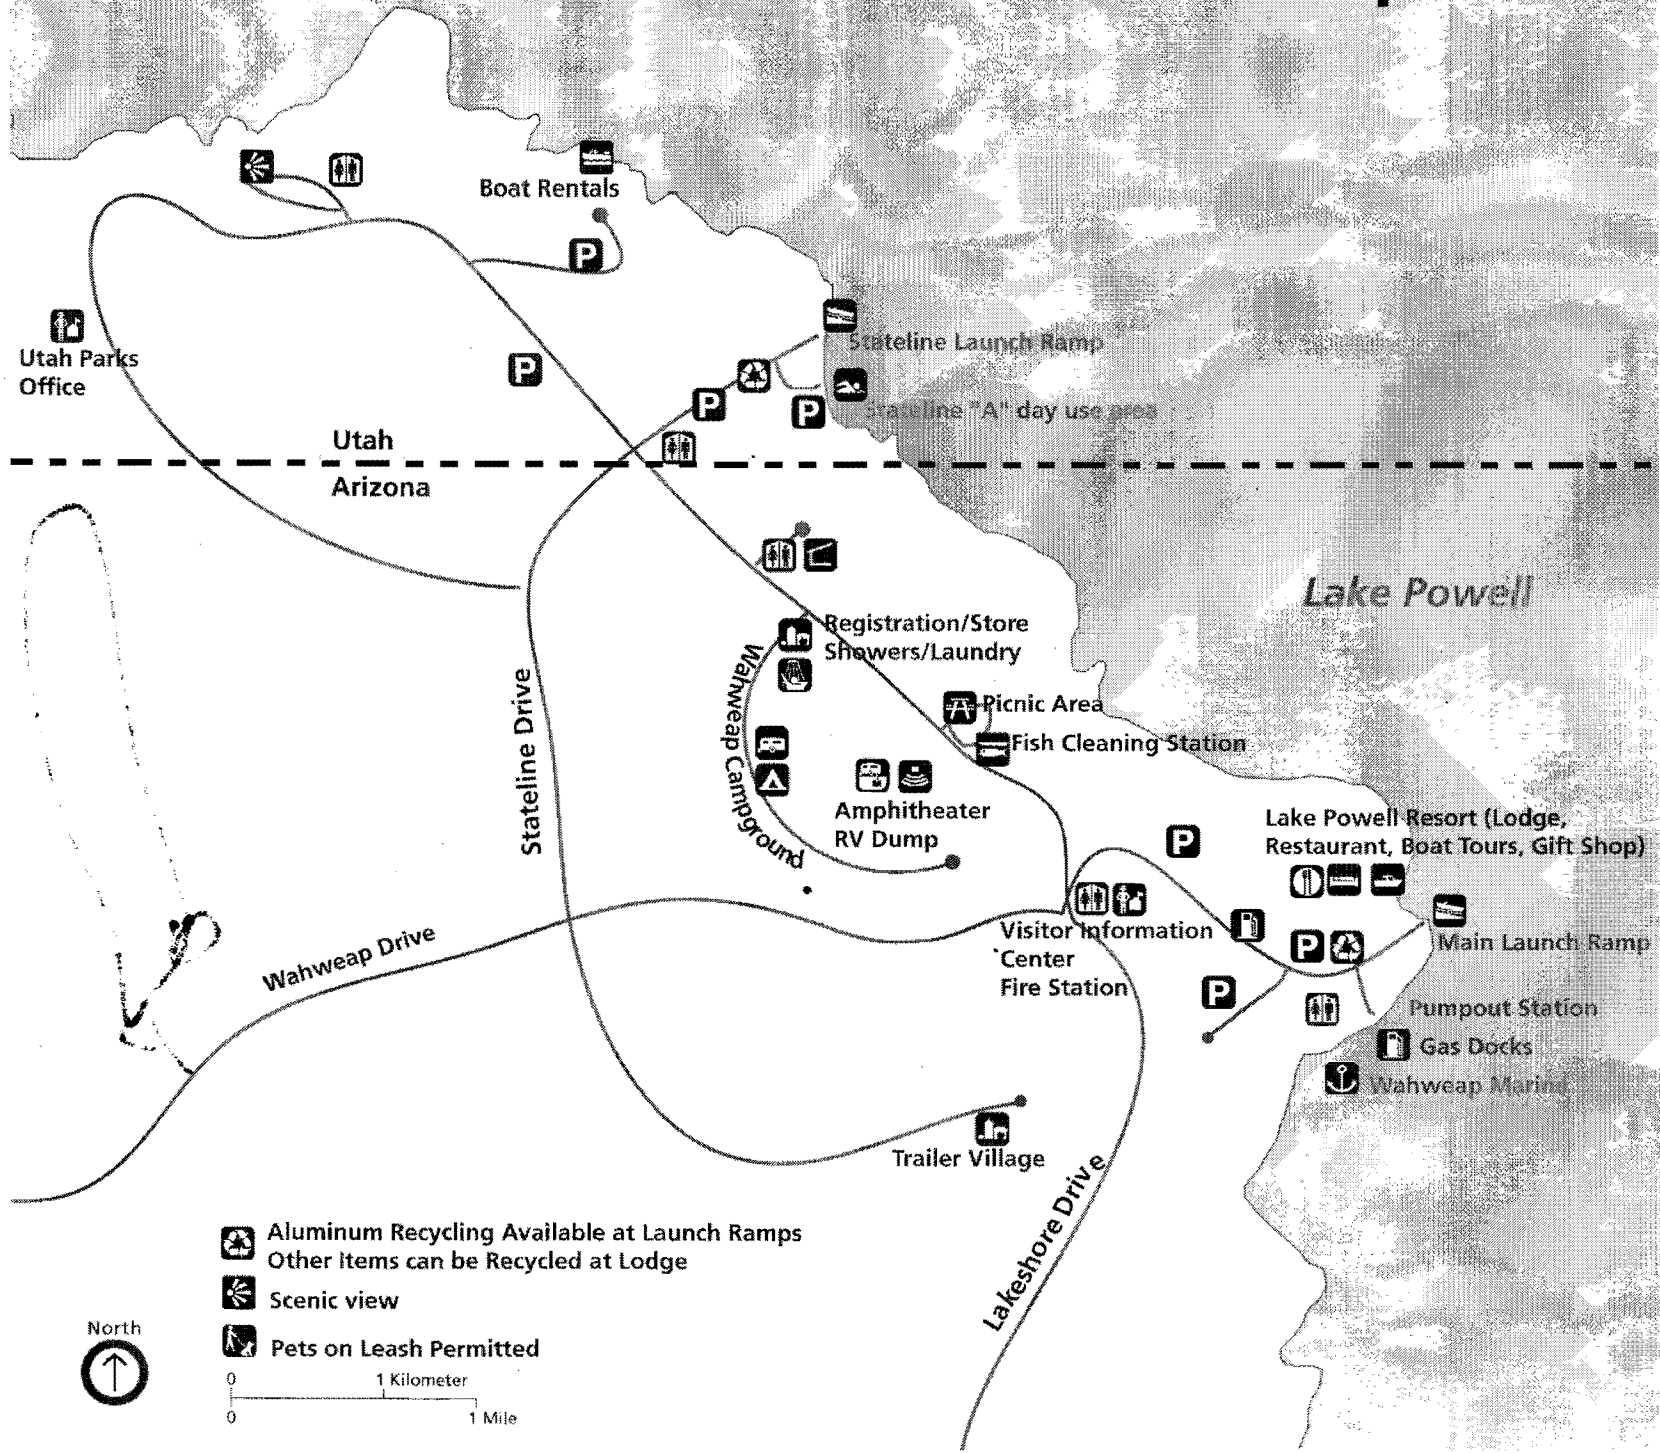 Boat Rentals
P
Stateline Launch Ramp
Utah Parks
Office
P
P
P
Stateline "A" day use area
Utah
Arizona
Lake Powell
Registration/Store
Showers/Laundry
Wahweap Campground
Stateline Drive
Picnic Area
Fish Cleaning Station
Amphitheater
RV Dump
P
Lake Powell Resort (Lodge,
Restaurant, Boat Tours, Gift Shop)
Visitor Information
Center
Fire Station
P
Main Launch Ramp
Wahweap Drive
P
Pumpout Station
Gas Docks
Wahweap Marina
Trailer Village
Lakeshore Drive
Aluminum Recycling Available at Launch Ramps
Other Items can be Recycled at Lodge
Scenic view
Pets on Leash Permitted
North
0 1 Kilometer
0 1 Mile